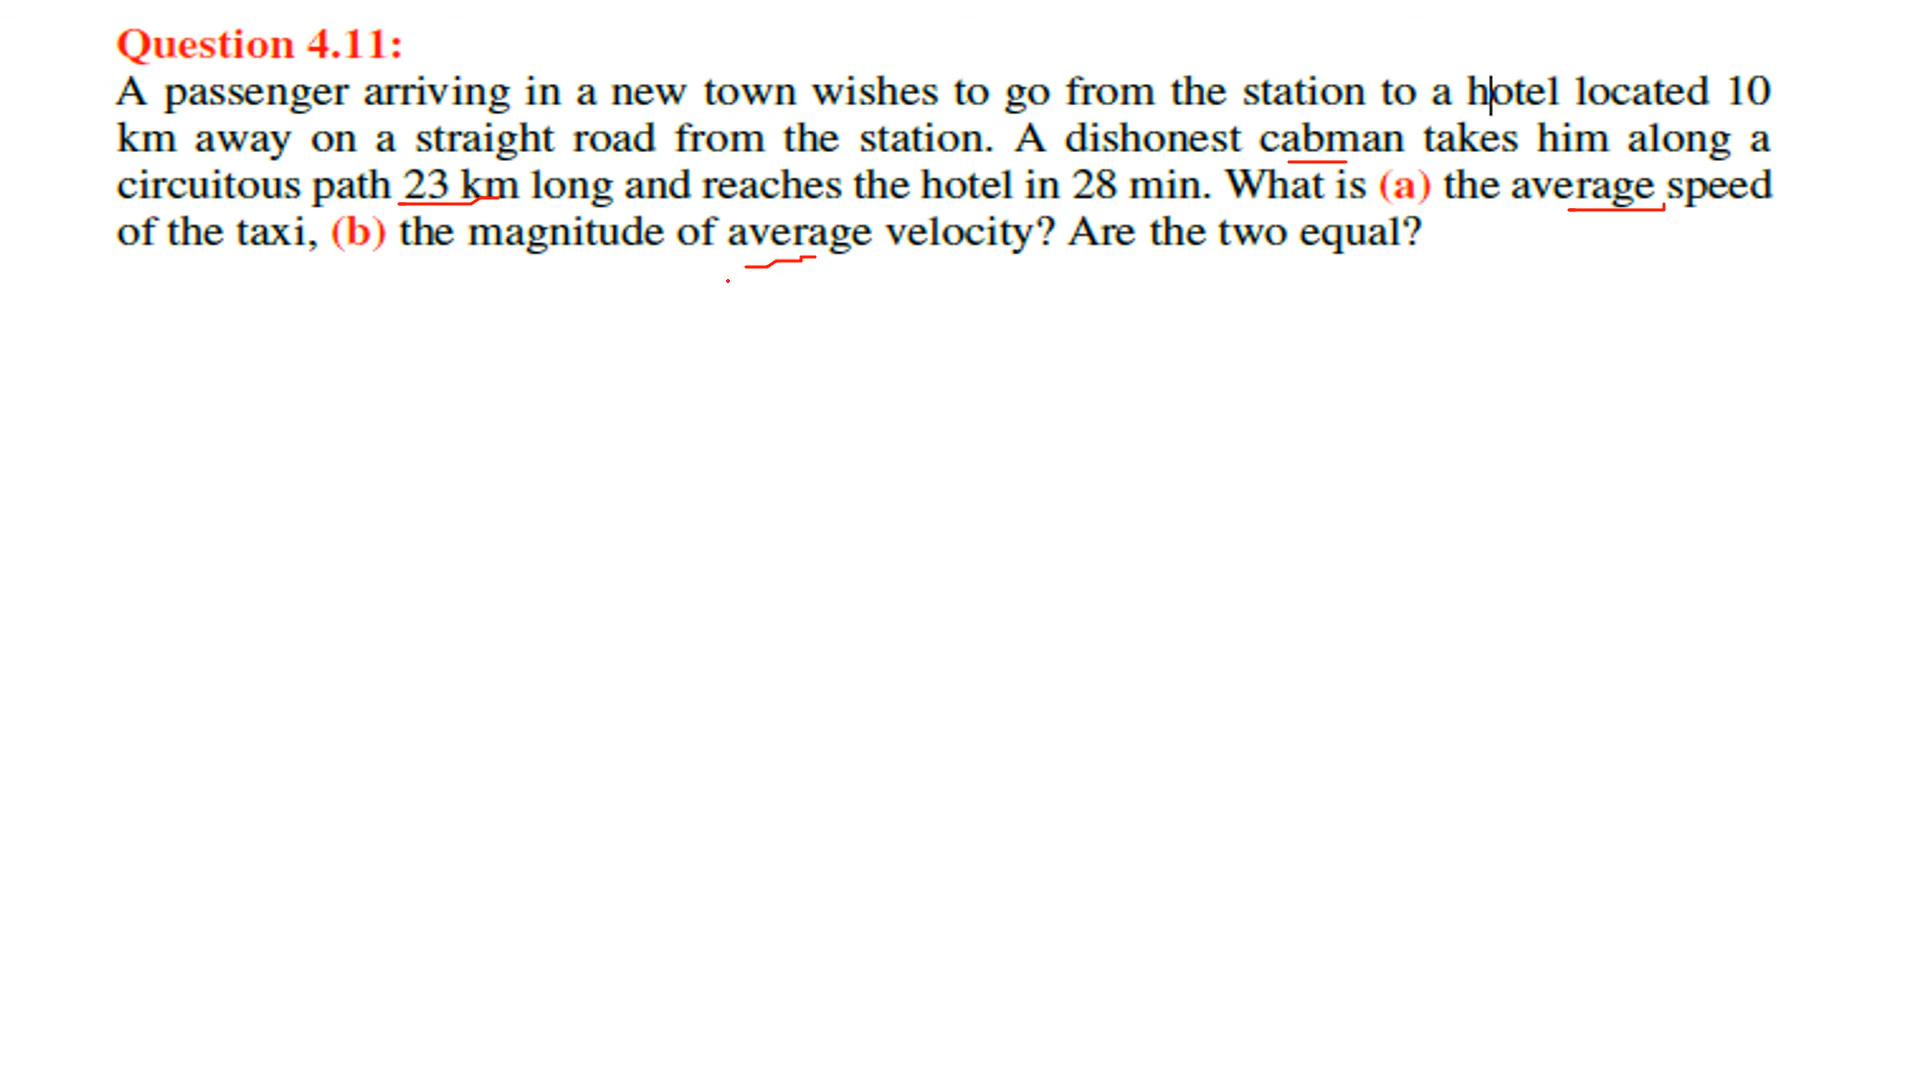 Question 4.11:
A passenger arriving in a new town wishes to go from the station to a hotel located 10
km away on a straight road from the station. A dishonest cabman takes him along a
circuitous path 23 km long and reaches the hotel in 28 min. What is (a) the average speed
of the taxi, (b) the magnitude of average velocity? Are the two equal?